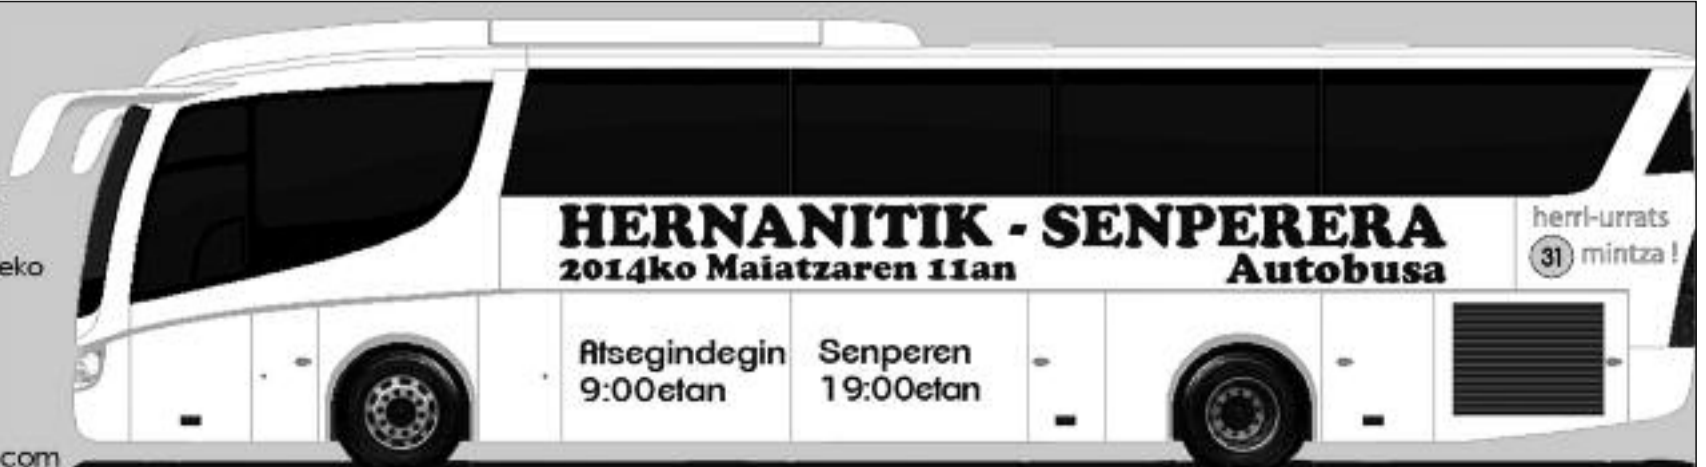 HERNANITIK - SENPERERA
2014ko Maiatzaren 11an Autobusa
herri-urrats
31 mintza !
eko
Atsegindegin Senperen
9:00etan 19:00etan
com